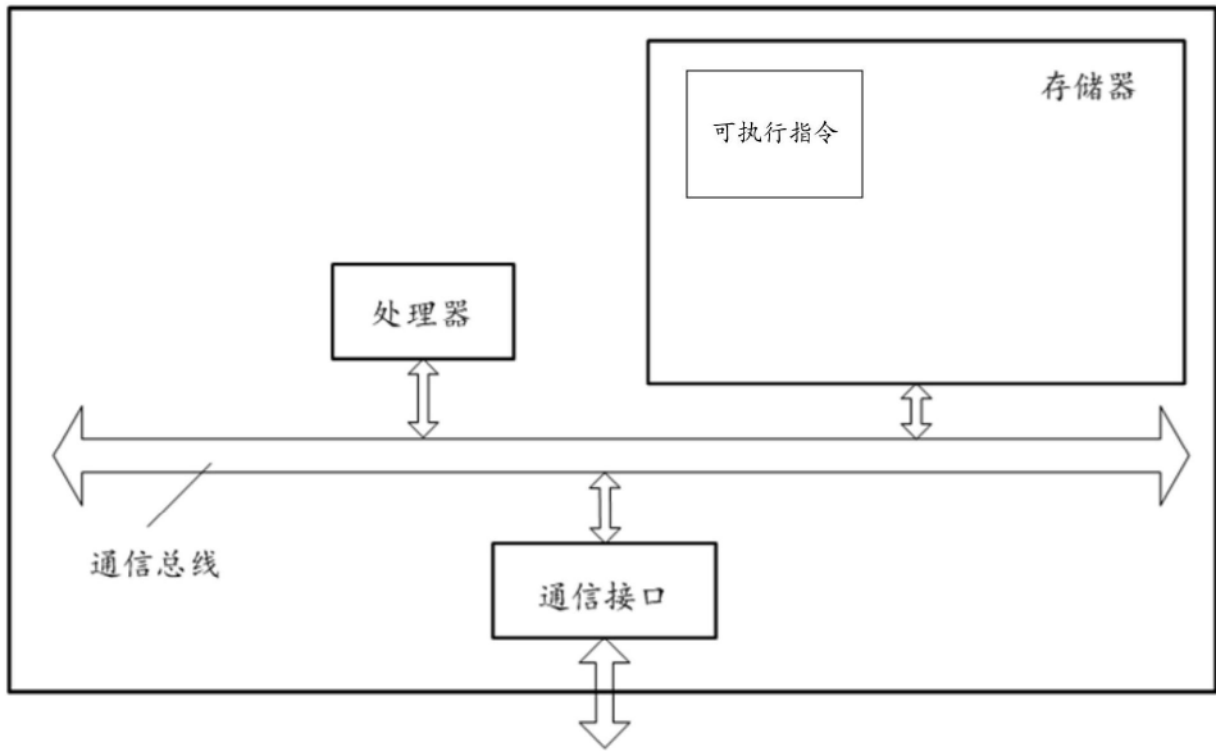 存储器
可执行指令
处理器
通信总线
通信接口